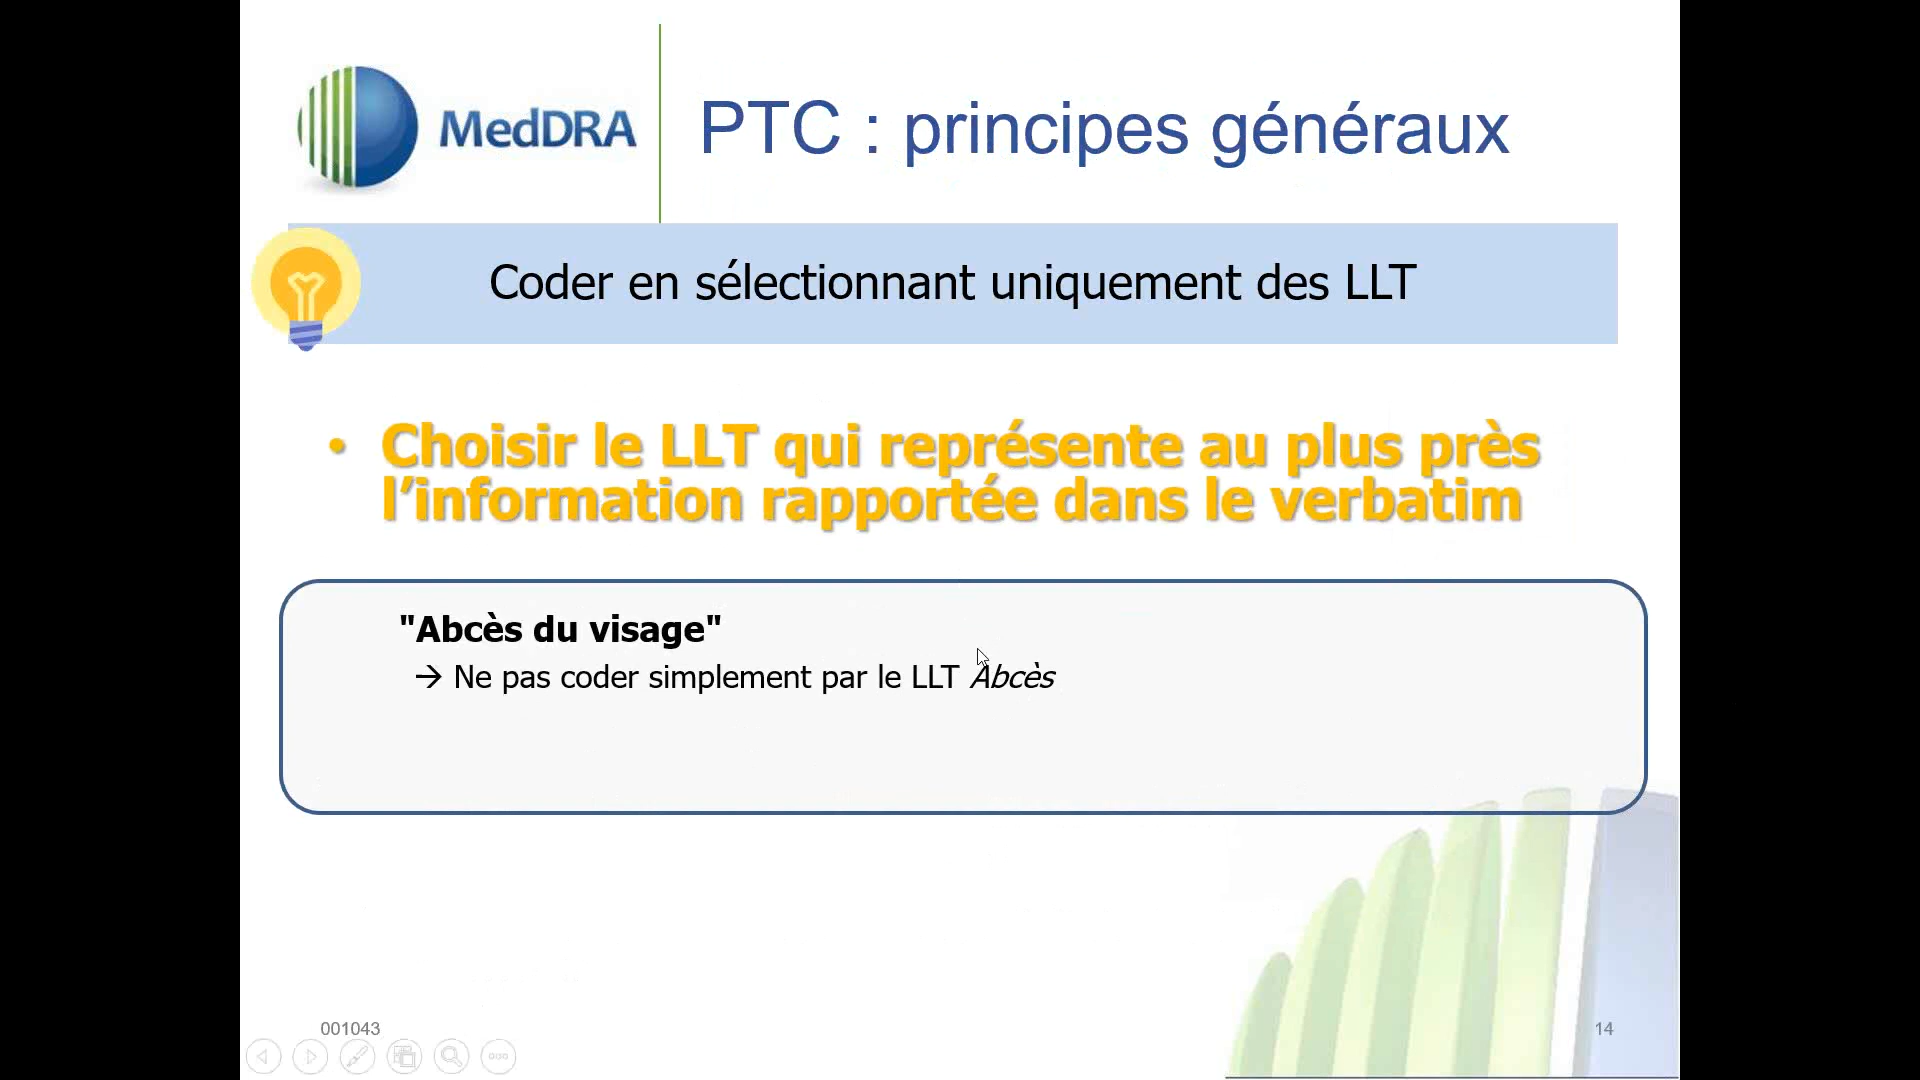 MedDRA
PTC : principes généraux
Coder en sélectionnant uniquement des LLT
• Choisir le LLT qui représente au plus près
l’information rapportée dans le verbatim
"Abcès du visage"
→ Ne pas coder simplement par le LLT Abcès
001043
14